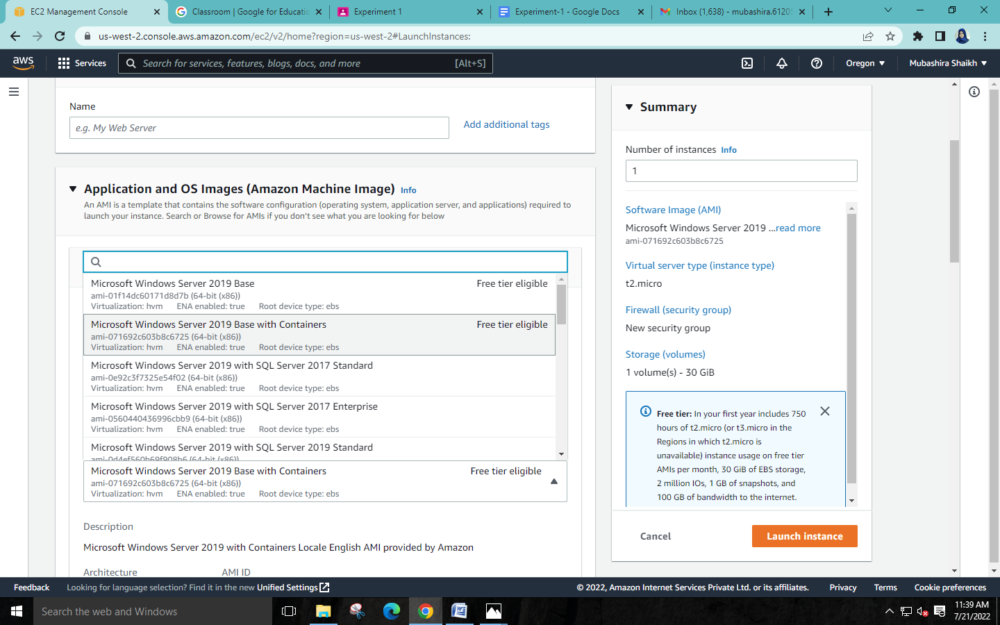 EC2 Management Console
Classroom | Google for Educatio
Experiment 1
Experiment-1 - Google Docs
Inbox (1,638) - mubashira.6120
us-west-2.console.aws.amazon.com/ec2/v2/home?region=us-west-2#LaunchInstances:
aws
Services
Search for services, features, blogs, docs, and more
[Alt+S]
Oregon
Mubashira Shaikh
Name
e.g. My Web Server
Add additional tags
Application and OS Images (Amazon Machine Image) Info
An AMI is a template that contains the software configuration (operating system, application server, and applications) required to
launch your instance. Search or Browse for AMIs if you don't see what you are looking for below
Microsoft Windows Server 2019 Base
Free tier eligible
ami-01f14dc60171d8d7b (64-bit (x86))
Virtualization: hvm ENA enabled: true Root device type: ebs
Microsoft Windows Server 2019 Base with Containers
Free tier eligible
ami-071692c603b8c6725 (64-bit (x86))
Virtualization: hvm ENA enabled: true Root device type: ebs
Microsoft Windows Server 2019 with SQL Server 2017 Standard
ami-0e92c3f7325e54f02 (64-bit (x86))
Virtualization: hvm ENA enabled: true Root device type: ebs
Microsoft Windows Server 2019 with SQL Server 2017 Enterprise
ami-0560440436996cbb9 (64-bit (x86))
Virtualization: hvm ENA enabled: true Root device type: ebs
Microsoft Windows Server 2019 with SQL Server 2019 Standard
ami-0d4ef560b69f908b6 (64-bit (x86))
Microsoft Windows Server 2019 Base with Containers
Free tier eligible
ami-071692c603b8c6725 (64-bit (x86))
Virtualization: hvm ENA enabled: true Root device type: ebs
Description
Microsoft Windows Server 2019 with Containers Locale English AMI provided by Amazon
Architecture
AMI ID
Summary
Number of instances Info
1
Software Image (AMI)
Microsoft Windows Server 2019 ...read more
ami-071692c603b8c6725
Virtual server type (instance type)
t2.micro
Firewall (security group)
New security group
Storage (volumes)
1 volume(s) - 30 GiB
Free tier: In your first year includes 750
hours of t2.micro (or t3.micro in the
Regions in which t2.micro is
unavailable) instance usage on free tier
AMIs per month, 30 GiB of EBS storage,
2 million IOs, 1 GB of snapshots, and
100 GB of bandwidth to the internet.
Cancel
Launch instance
Feedback
Looking for language selection? Find it in the new Unified Settings
© 2022, Amazon Internet Services Private Ltd. or its affiliates.
Privacy
Terms
Cookie preferences
Search the web and Windows
11:39 AM
7/21/2022